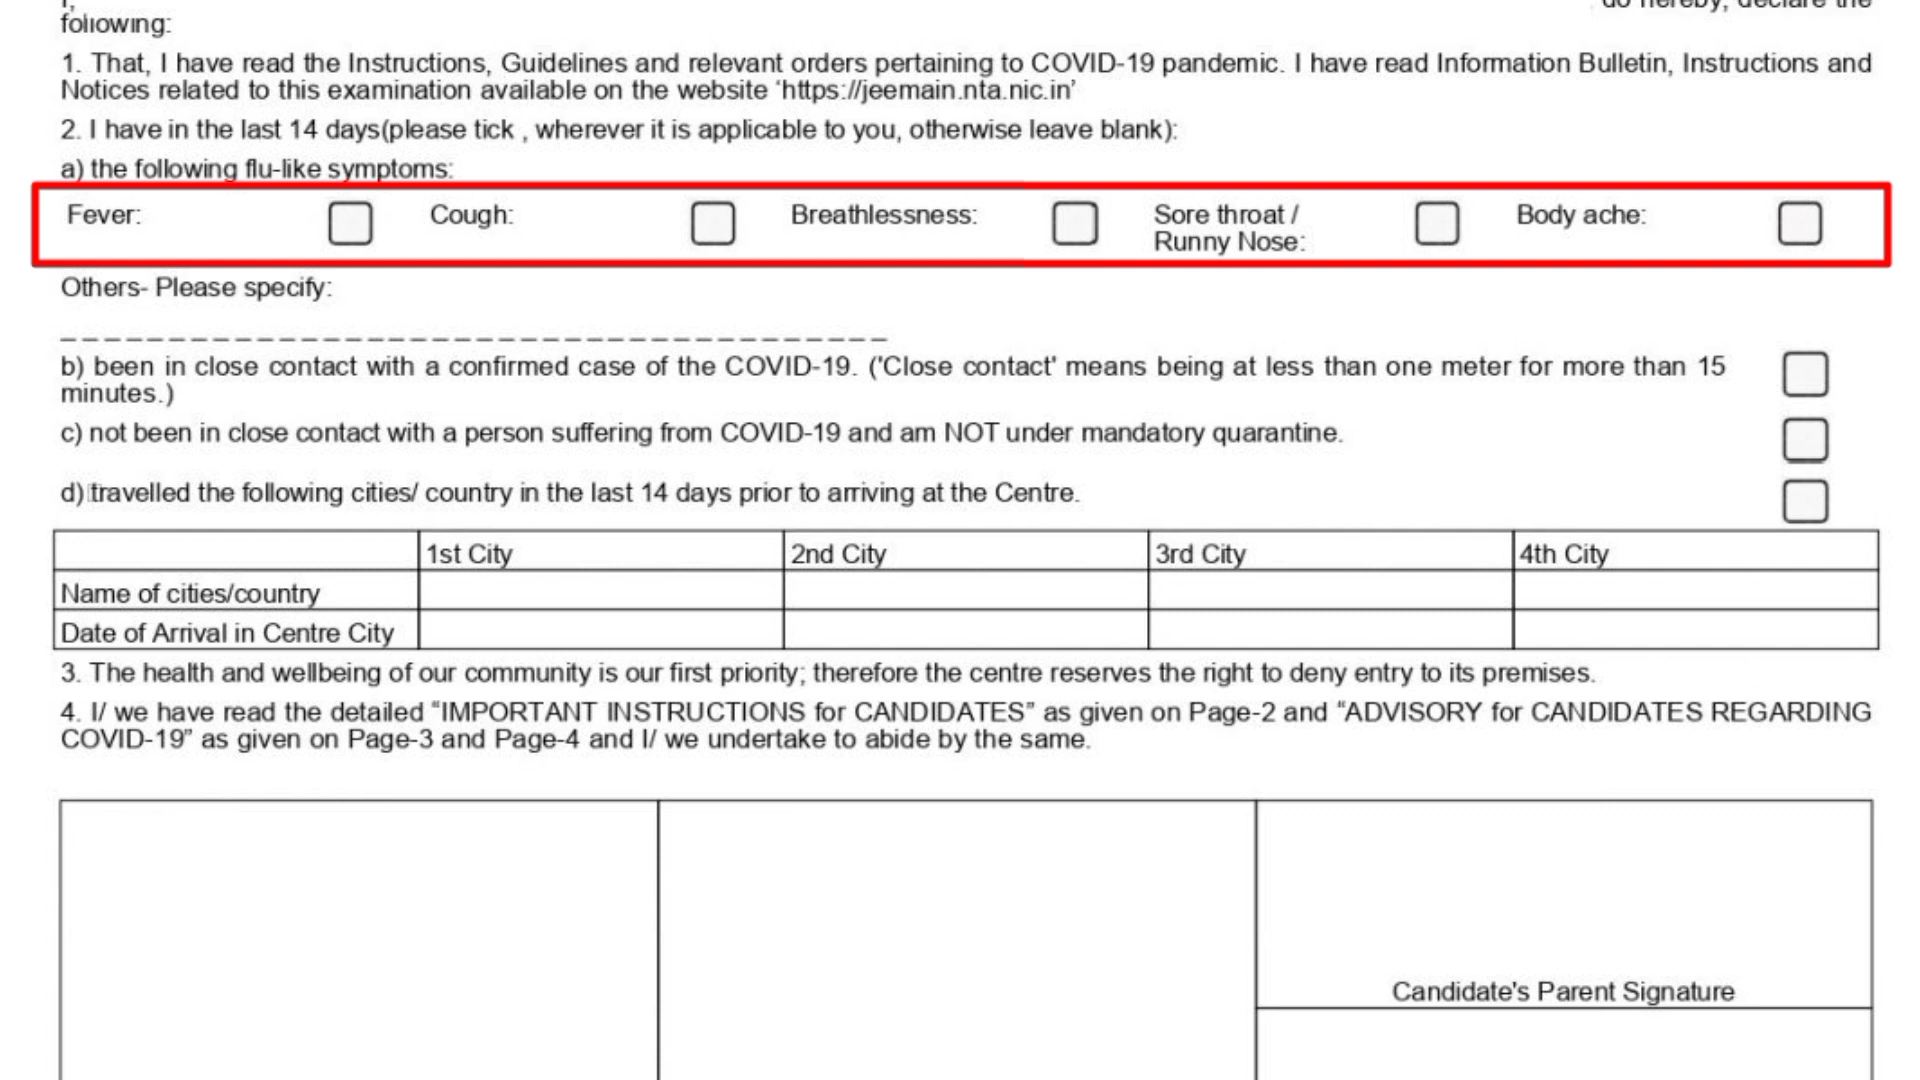 I,
do hereby, declare the
following:
1. That, I have read the Instructions, Guidelines and relevant orders pertaining to COVID-19 pandemic. I have read Information Bulletin, Instructions and
Notices related to this examination available on the website ‘https://jeemain.nta.nic.in’
2. I have in the last 14 days(please tick , wherever it is applicable to you, otherwise leave blank):
a) the following flu-like symptoms:
Fever:
Cough:
Breathlessness:
Sore throat /
Runny Nose:
Body ache:
Others- Please specify:
b) been in close contact with a confirmed case of the COVID-19. ('Close contact' means being at less than one meter for more than 15
minutes.)
c) not been in close contact with a person suffering from COVID-19 and am NOT under mandatory quarantine.
d) travelled the following cities/ country in the last 14 days prior to arriving at the Centre.
1st City 2nd City 3rd City 4th City
Name of cities/country
Date of Arrival in Centre City
3. The health and wellbeing of our community is our first priority; therefore the centre reserves the right to deny entry to its premises.
4. I/ we have read the detailed “IMPORTANT INSTRUCTIONS for CANDIDATES” as given on Page-2 and “ADVISORY for CANDIDATES REGARDING
COVID-19” as given on Page-3 and Page-4 and I/ we undertake to abide by the same.
Candidate's Parent Signature